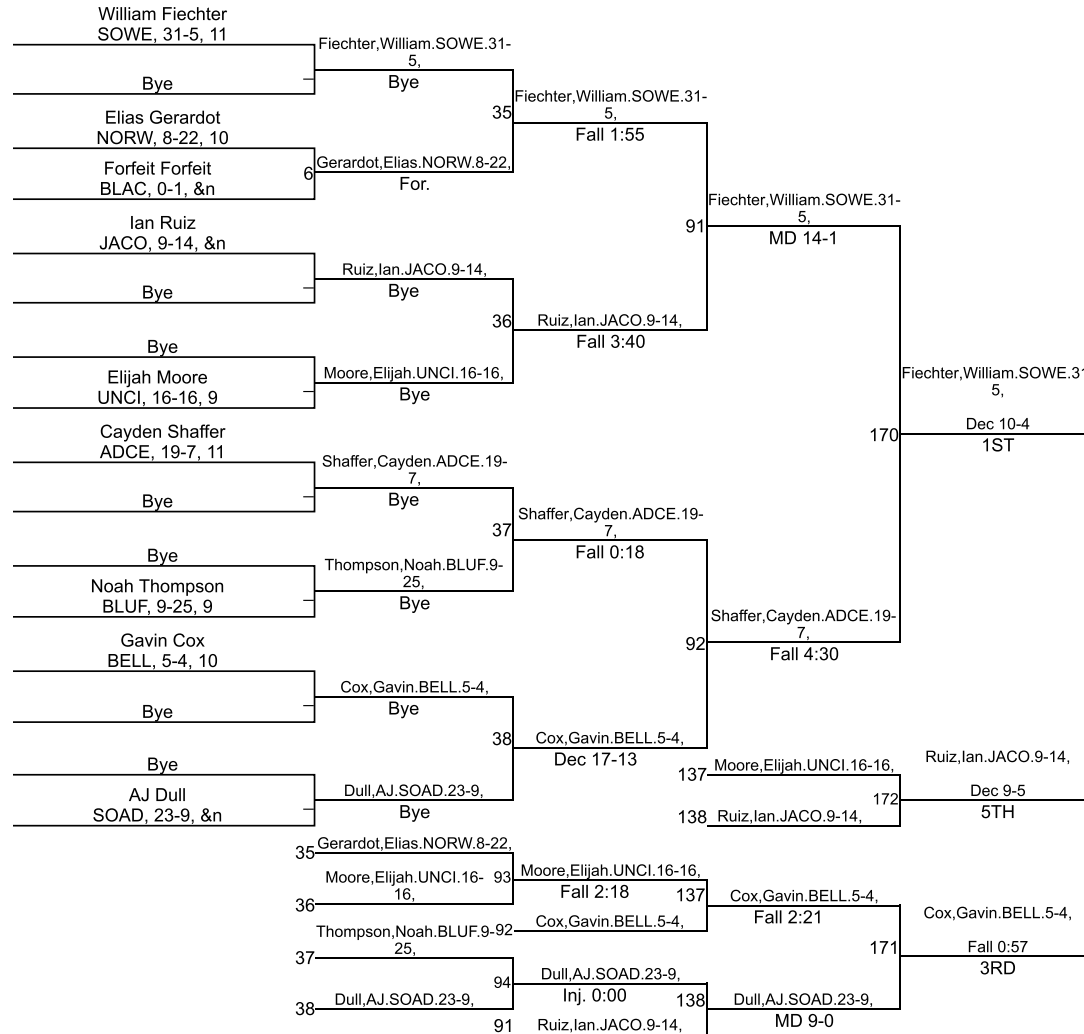 William Fiechter
SOWE, 31-5, 11
Bye
Elias Gerardot
NORW, 8-22, 10
Forfeit Forfeit
BLAC, 0-1, &n
Ian Ruiz
JACO, 9-14, &n
Bye
Bye
Elijah Moore
UNCI, 16-16, 9
Cayden Shaffer
ADCE, 19-7, 11
Bye
Bye
Noah Thompson
BLUF, 9-25, 9
Gavin Cox
BELL, 5-4, 10
Bye
Bye
AJ Dull
SOAD, 23-9, &n
Fiechter,William.SOWE.31-
5,
Bye
6
Gerardot,Elias.NORW.8-22,
For.
Ruiz,Ian.JACO.9-14,
Bye
Moore,Elijah.UNCI.16-16,
Bye
Shaffer,Cayden.ADCE.19-
7,
Bye
Thompson,Noah.BLUF.9-
25,
Bye
Cox,Gavin.BELL.5-4,
Bye
Dull,AJ.SOAD.23-9,
Bye
35
Fiechter,William.SOWE.31-
5,
Fall 1:55
36
Ruiz,Ian.JACO.9-14,
Fall 3:40
37
Shaffer,Cayden.ADCE.19-
7,
Fall 0:18
38
Cox,Gavin.BELL.5-4,
Dec 17-13
91
Fiechter,William.SOWE.31-
5,
MD 14-1
92
Shaffer,Cayden.ADCE.19-
7,
Fall 4:30
170
Fiechter,William.SOWE.31
5,
Dec 10-4
1ST
137
Moore,Elijah.UNCI.16-16,
138
Ruiz,Ian.JACO.9-14,
172
Ruiz,Ian.JACO.9-14,
Dec 9-5
5TH
35
Gerardot,Elias.NORW.8-22,
36
Moore,Elijah.UNCI.16-
16,
93
Moore,Elijah.UNCI.16-16,
Fall 2:18
92
Cox,Gavin.BELL.5-4,
137
Cox,Gavin.BELL.5-4,
Fall 2:21
37
Thompson,Noah.BLUF.9-
25,
38
Dull,AJ.SOAD.23-9,
94
Dull,AJ.SOAD.23-9,
Inj. 0:00
91
Ruiz,Ian.JACO.9-14,
138
Dull,AJ.SOAD.23-9,
MD 9-0
171
Cox,Gavin.BELL.5-4,
Fall 0:57
3RD